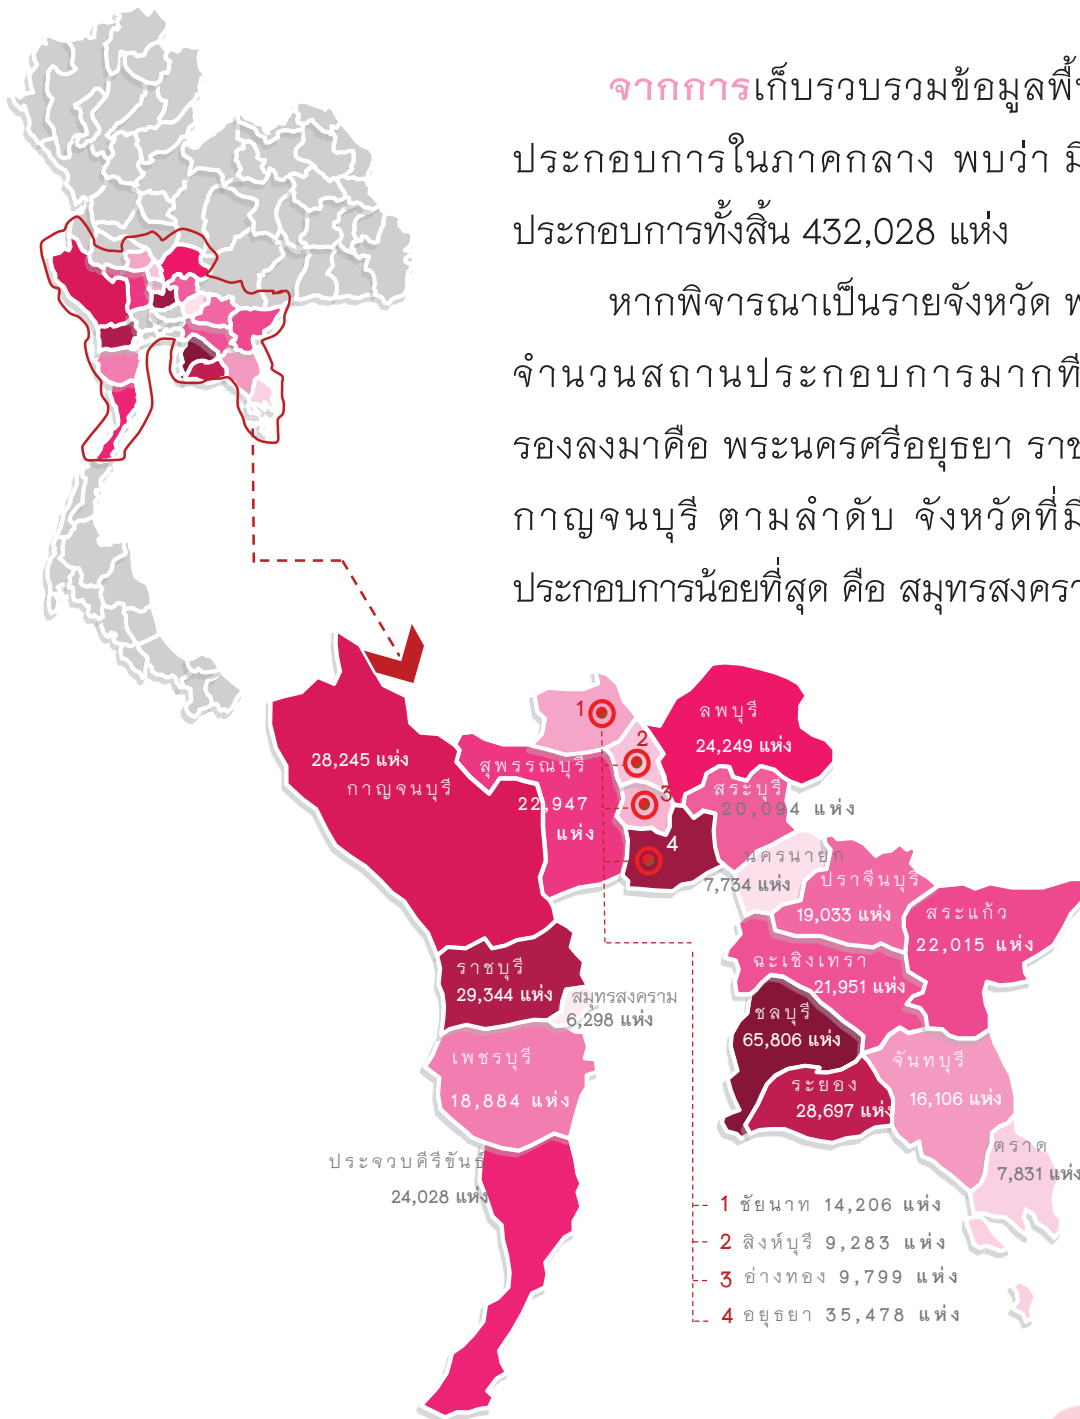 จากการเก็บรวบรวมข้อมูล
ประกอบการในภาคกลาง พบว่า
ประกอบการทั้งสิ้น 432,028 แห่ง
หากพิจารณาเป็นรายจังหวัด
จำนวนสถานประกอบการมาก
รองลงมาคือ พระนครศรีอยุธยา
กาญจนบุรี ตามลำดับ จังหวัดที่
ประกอบการน้อยที่สุด คือ
28,245 แห่ง
กาญจนบุรี
สุพรรณบุรี
22,947
แห่ง
1
2
3
4
ลพบุรี
24,249 แห่ง
สระบุรี
20,094 แห่ง
นครนายก
7,734 แห่ง
ปราจีนบุรี
19,033 แห่ง
สระแก้ว
22,015 แห่ง
ฉะเชิงเทรา
21,951 แห่ง
ราชบุรี
29,344 แห่ง
สมุทรสงคราม
6,298 แห่ง
ชลบุรี
65,806 แห่ง
เพชรบุรี
18,884 แห่ง
ระยอง
28,697 แห่ง
จันทบุรี
16,106 แห่ง
ตราด
7,831 แห่ง
ประจวบคีรีขันธ์
24,028 แห่ง
1 ชัยนาท 14,206 แห่ง
2 สิงห์บุรี 9,283 แห่ง
3 อ่างทอง 9,799 แห่ง
4 อยุธยา 35,478 แห่ง